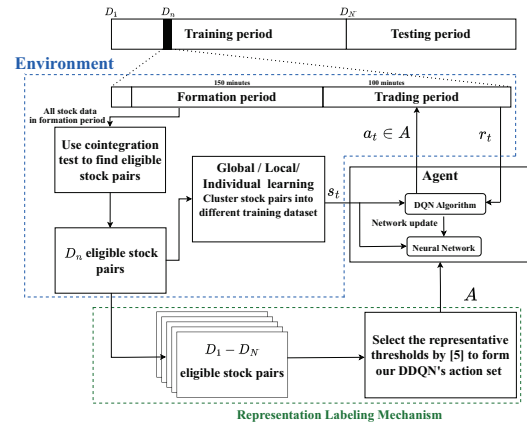 D₁ Dₙ D_N
Training period Testing period
Environment
150 minutes 100 minutes
Formation period Trading period
All stock data
in formation period
Use cointegration
test to find eligible
stock pairs
Global / Local/
Individual learning
Cluster stock pairs into
different training dataset
Dₙ eligible stock
pairs
sₜ
aₜ ∈ A rₜ
Agent
DQN Algorithm
Network update
Neural Network
A
D₁ − D_N
eligible stock pairs
Select the representative
thresholds by [5] to form
our DDQN's action set
Representation Labeling Mechanism